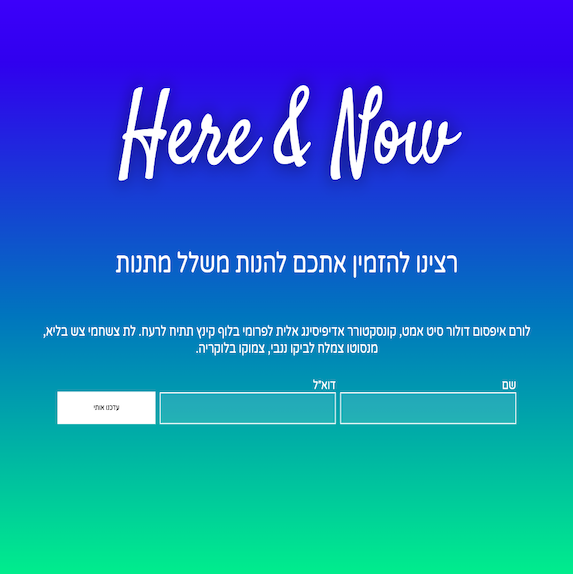 Here & Now
רצינו להזמין אתכם להנות משלל מתנות
לורם איפסום דולור סיט אמט, קונסקטורר אדיפיסינג אלית לפרומי בלוף קינץ תתיח לרעח. לת צשחמי צש בליא,
מנסוטו צמלח לביקו ננבי, צמוקו בלוקריה.
שם
דוא"ל
עדכנו אותי